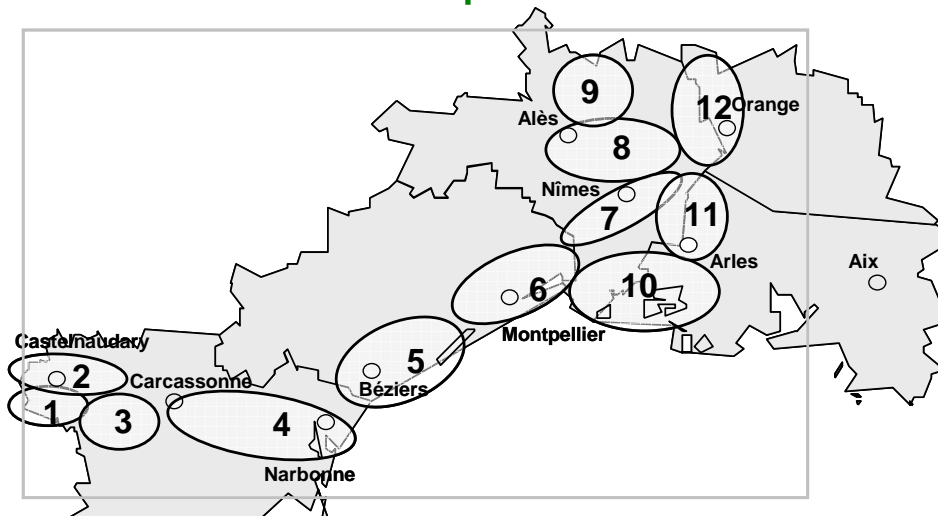 9
12 Orange
Alès
8
Nîmes
7
11
Arles
Aix
10
6
Montpellier
Castelnaudary
2
Carcassonne
5
Béziers
1
3
4
Narbonne